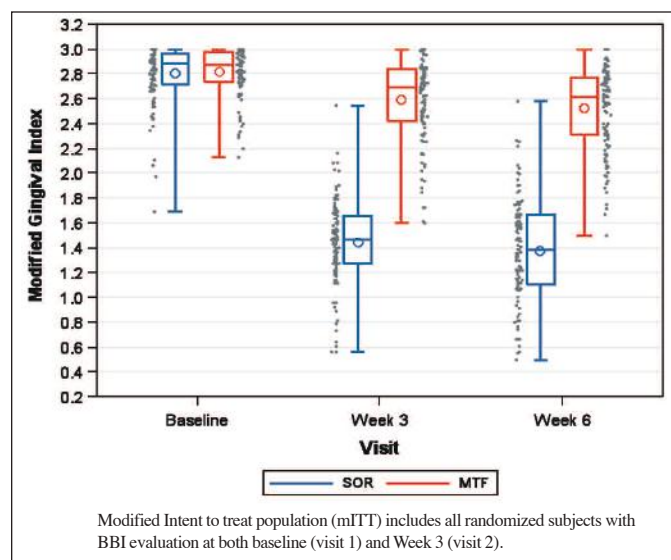 3.2
3.0
2.8
2.6
2.4
2.2
2.0
1.8
1.6
1.4
1.2
1.0
0.8
0.6
0.4
0.2
Modified Gingival Index
Baseline Week 3 Week 6
Visit
SOR MTF
Modified Intent to treat population (mITT) includes all randomized subjects with
BBI evaluation at both baseline (visit 1) and Week 3 (visit 2).